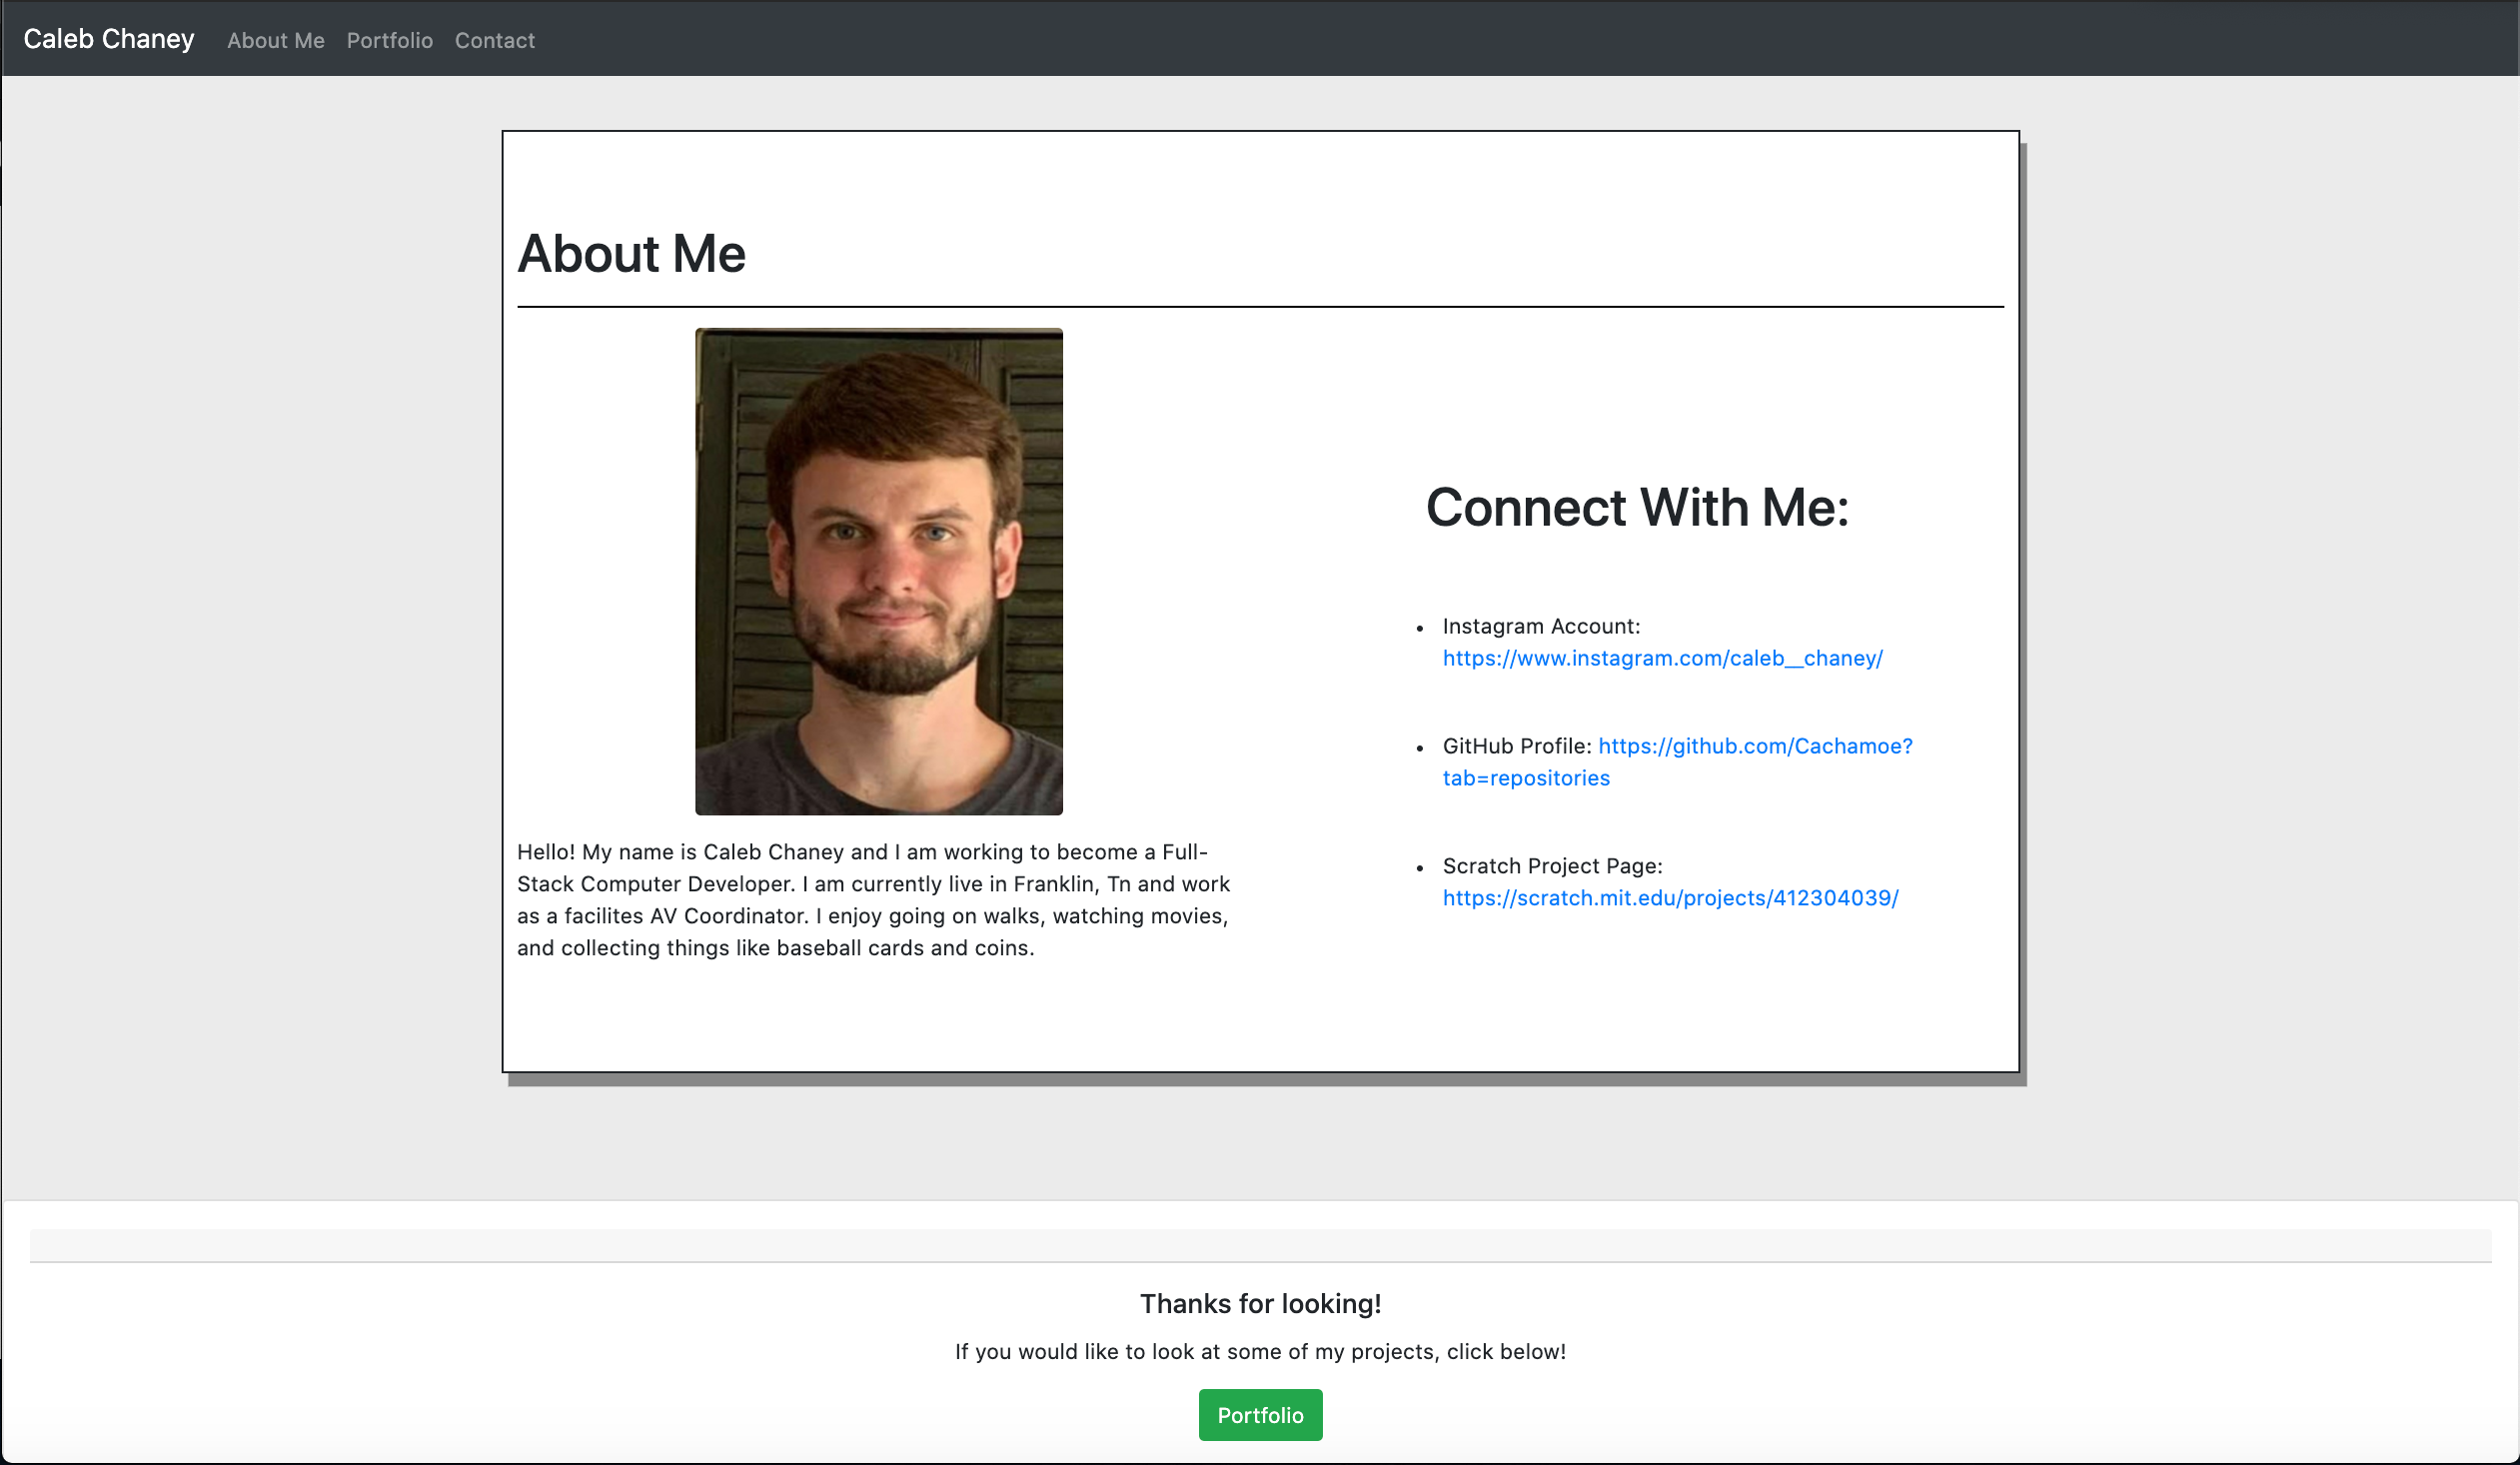 Caleb Chaney About Me Portfolio Contact
About Me
Hello! My name is Caleb Chaney and I am working to become a Full-
Stack Computer Developer. I am currently live in Franklin, Tn and work
as a facilites AV Coordinator. I enjoy going on walks, watching movies,
and collecting things like baseball cards and coins.
Connect With Me:
• Instagram Account:
https://www.instagram.com/caleb__chaney/
• GitHub Profile: https://github.com/Cachamoe?
tab=repositories
• Scratch Project Page:
https://scratch.mit.edu/projects/412304039/
Thanks for looking!
If you would like to look at some of my projects, click below!
Portfolio